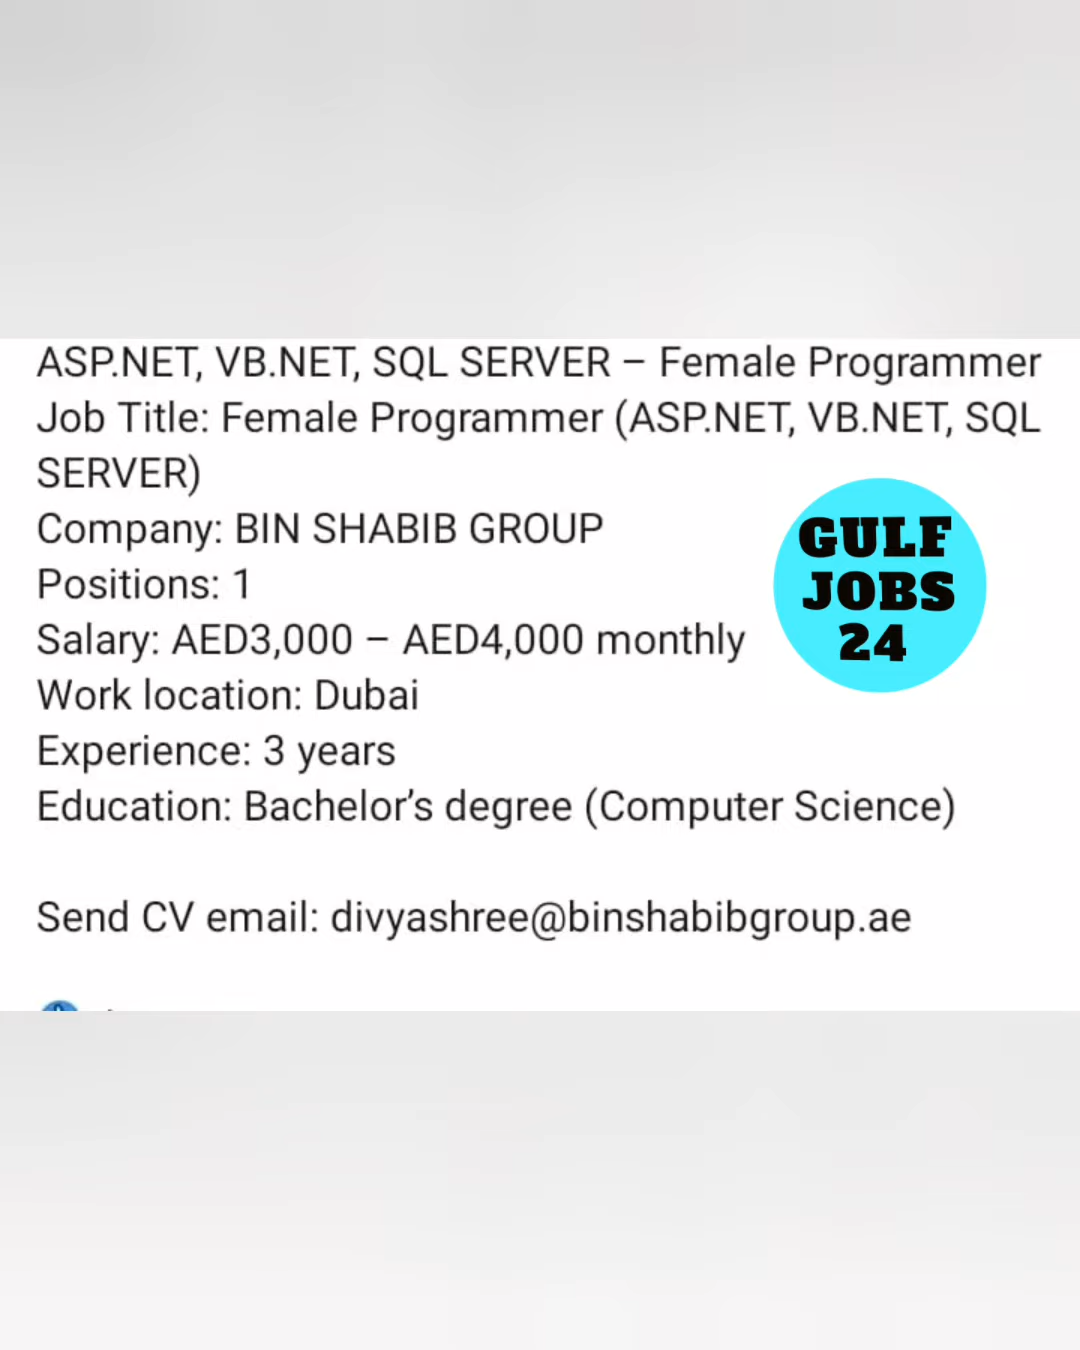 ASP.NET, VB.NET, SQL SERVER – Female Programmer
Job Title: Female Programmer (ASP.NET, VB.NET, SQL
SERVER)
Company: BIN SHABIB GROUP
Positions: 1
Salary: AED3,000 – AED4,000 monthly
Work location: Dubai
Experience: 3 years
Education: Bachelor’s degree (Computer Science)
Send CV email: divyashree@binshabibgroup.ae
GULF
JOBS
24